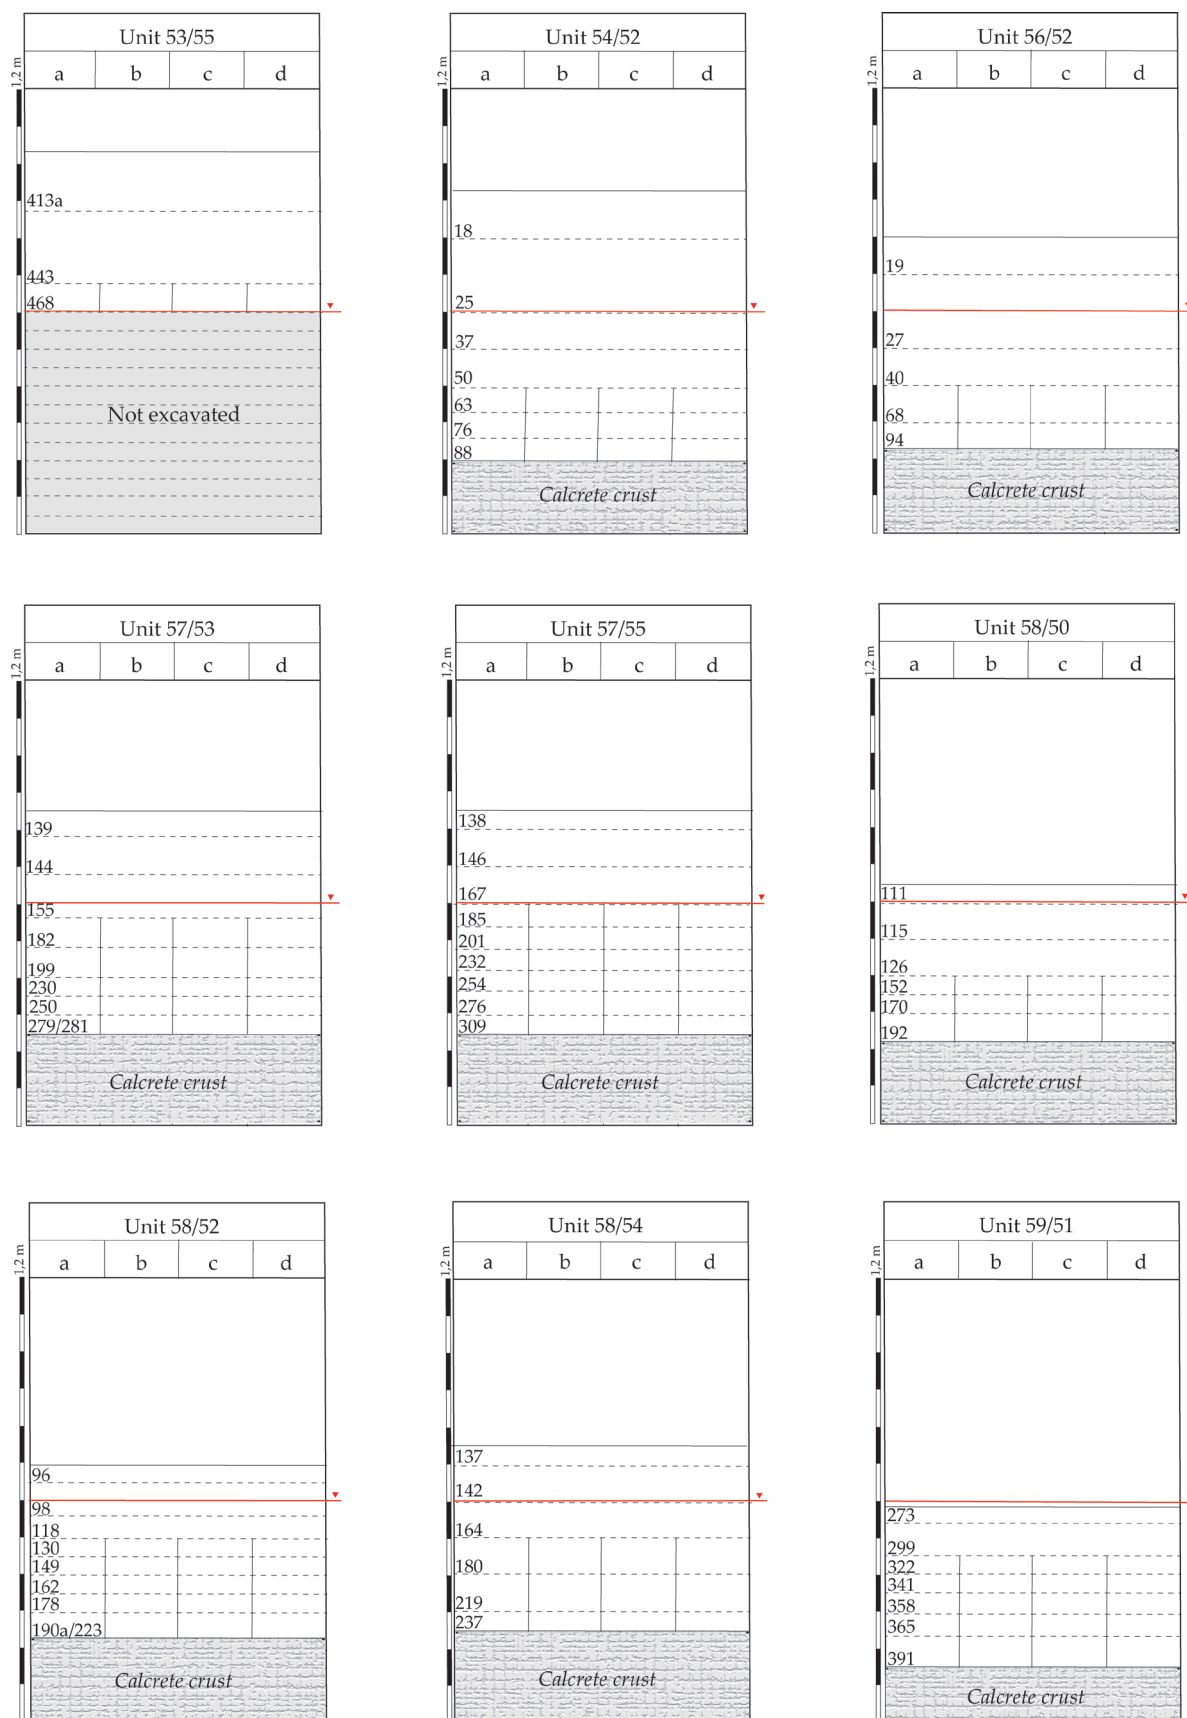 Unit 53/55
a b c d
1,2 m
413a
443
468
Not excavated
Unit 54/52
a b c d
1,2 m
18
25
37
50
63
76
88
Calcrete crust
Unit 56/52
a b c d
1,2 m
19
27
40
68
94
Calcrete crust
Unit 57/53
a b c d
1,2 m
139
144
155
182
199
230
250
279/281
Calcrete crust
Unit 57/55
a b c d
1,2 m
138
146
167
185
201
232
254
276
309
Calcrete crust
Unit 58/50
a b c d
1,2 m
111
115
126
152
170
192
Calcrete crust
Unit 58/52
a b c d
1,2 m
96
98
118
130
149
162
178
190a/223
Calcrete crust
Unit 58/54
a b c d
1,2 m
137
142
164
180
219
237
Calcrete crust
Unit 59/51
a b c d
1,2 m
273
299
322
341
358
365
391
Calcrete crust